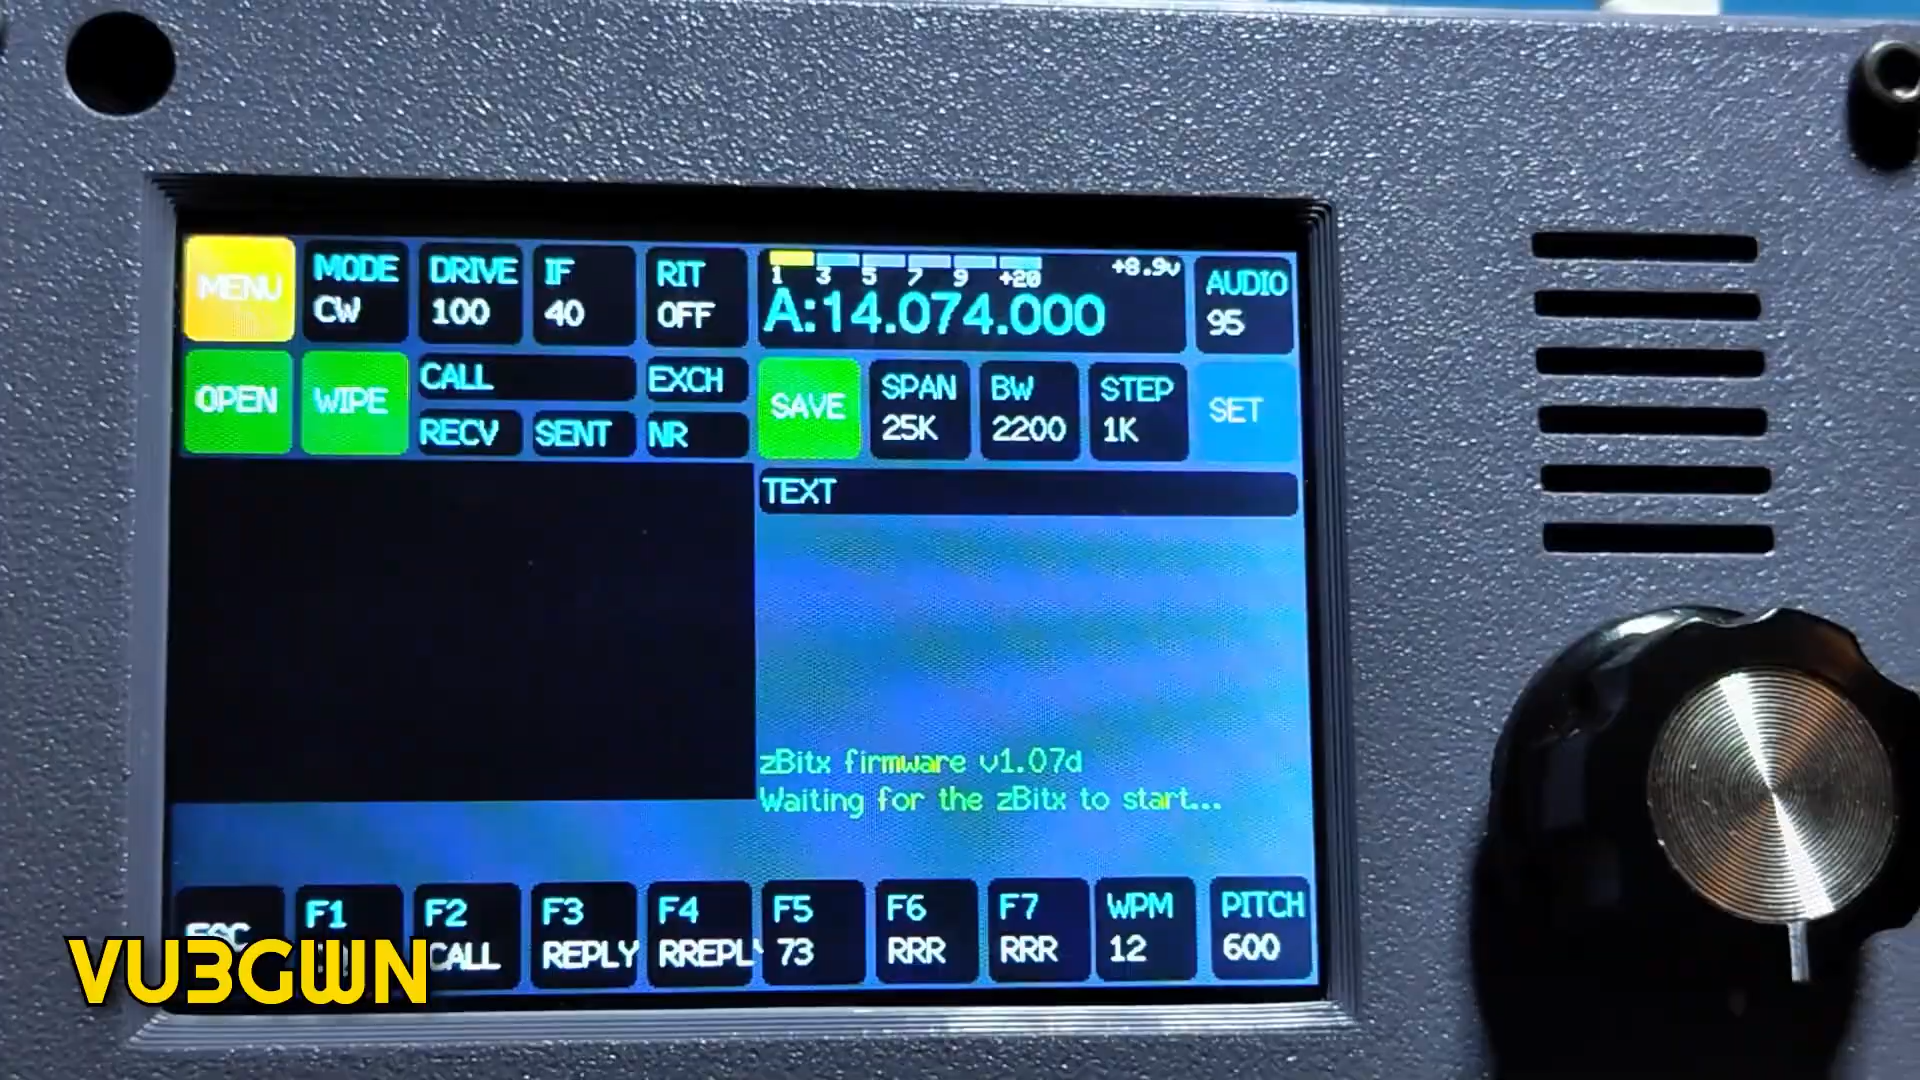 MENU
MODE
CW
DRIVE
100
IF
40
RIT
OFF
1 3 5 7 9 +20
+8.9v
A:14.074.000
AUDIO
95
OPEN
WIPE
CALL
EXCH
RECV
SENT
NR
SAVE
SPAN
25K
BW
2200
STEP
1K
SET
TEXT
zBitx firmware v1.07d
Waiting for the zBitx to start...
ESC
F1
F2
CALL
F3
REPLY
F4
RREPL
F5
73
F6
RRR
F7
RRR
WPM
12
PITCH
600
VU3GWN